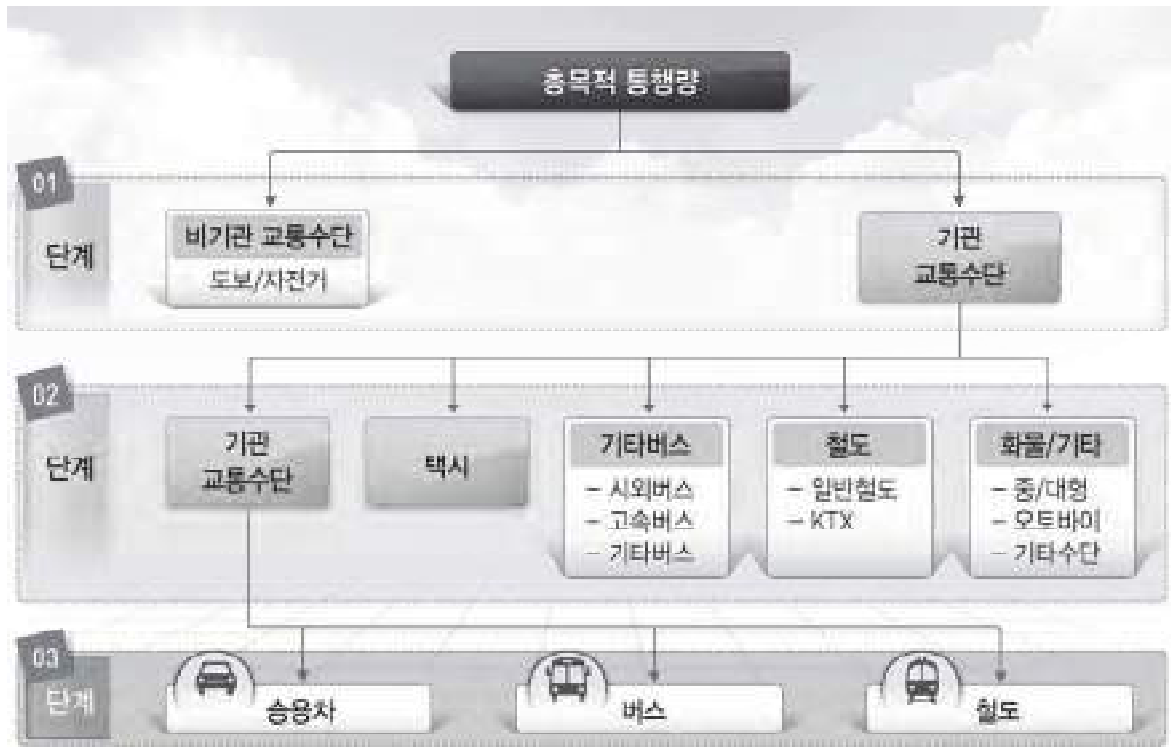 총목적 통행량
01
단계
비기관 교통수단
도보/자전거
기관
교통수단
02
단계
기관
교통수단
택시
기타버스
- 시외버스
- 고속버스
- 기타버스
철도
- 일반철도
- KTX
화물/기타
- 중/대형
- 오토바이
- 기타수단
03
단계
승용차
버스
철도